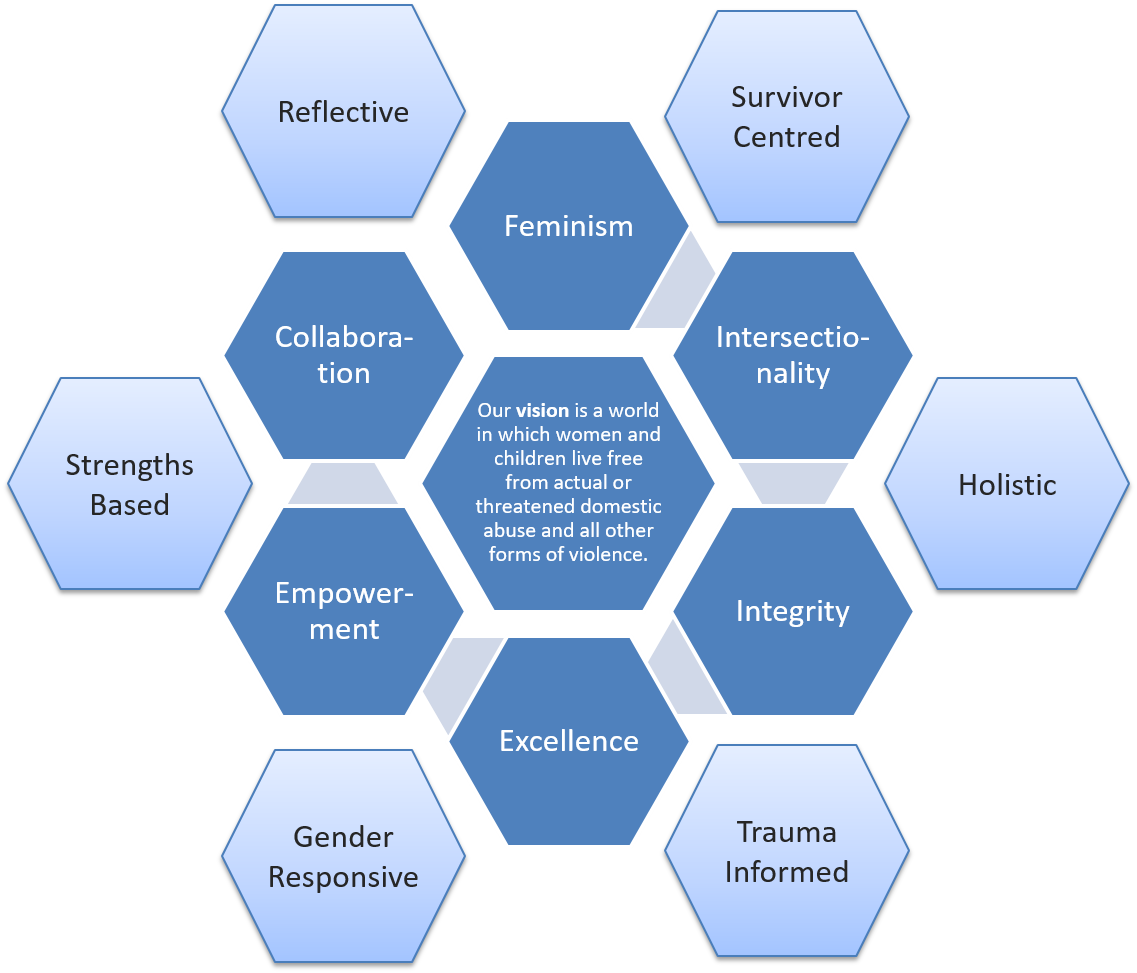 Reflective
Survivor
Centred
Feminism
Collabora-
tion
Intersectio-
nality
Our vision is a world
in which women and
children live free
from actual or
threatened domestic
abuse and all other
forms of violence.
Strengths
Based
Holistic
Empower-
ment
Integrity
Excellence
Gender
Responsive
Trauma
Informed